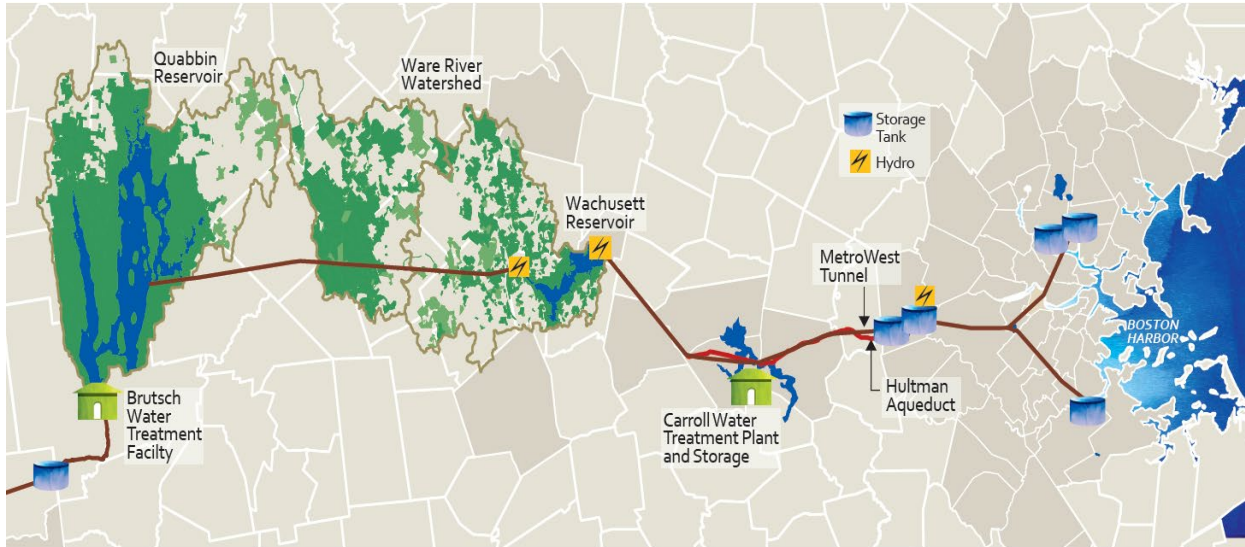 Quabbin
Reservoir
Ware River
Watershed
Storage
Tank
Hydro
Wachusett
Reservoir
MetroWest
Tunnel
BOSTON
HARBOR
Brutsch
Water
Treatment
Facilty
Carroll Water
Treatment Plant
and Storage
Hultman
Aqueduct